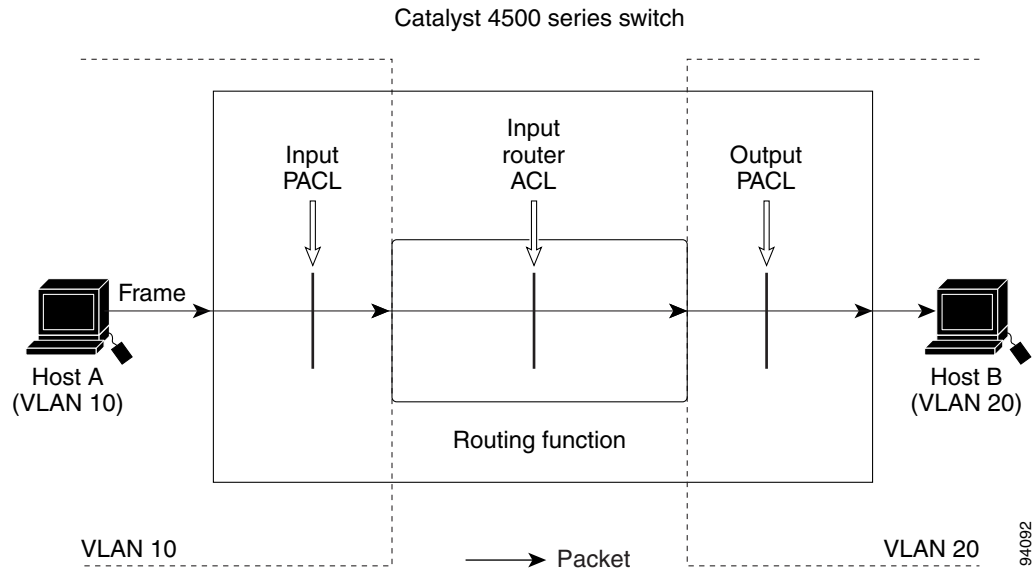 Catalyst 4500 series switch
Input
PACL
Input
router
ACL
Output
PACL
Frame
Host A
(VLAN 10)
Host B
(VLAN 20)
Routing function
VLAN 10
Packet
VLAN 20
94092